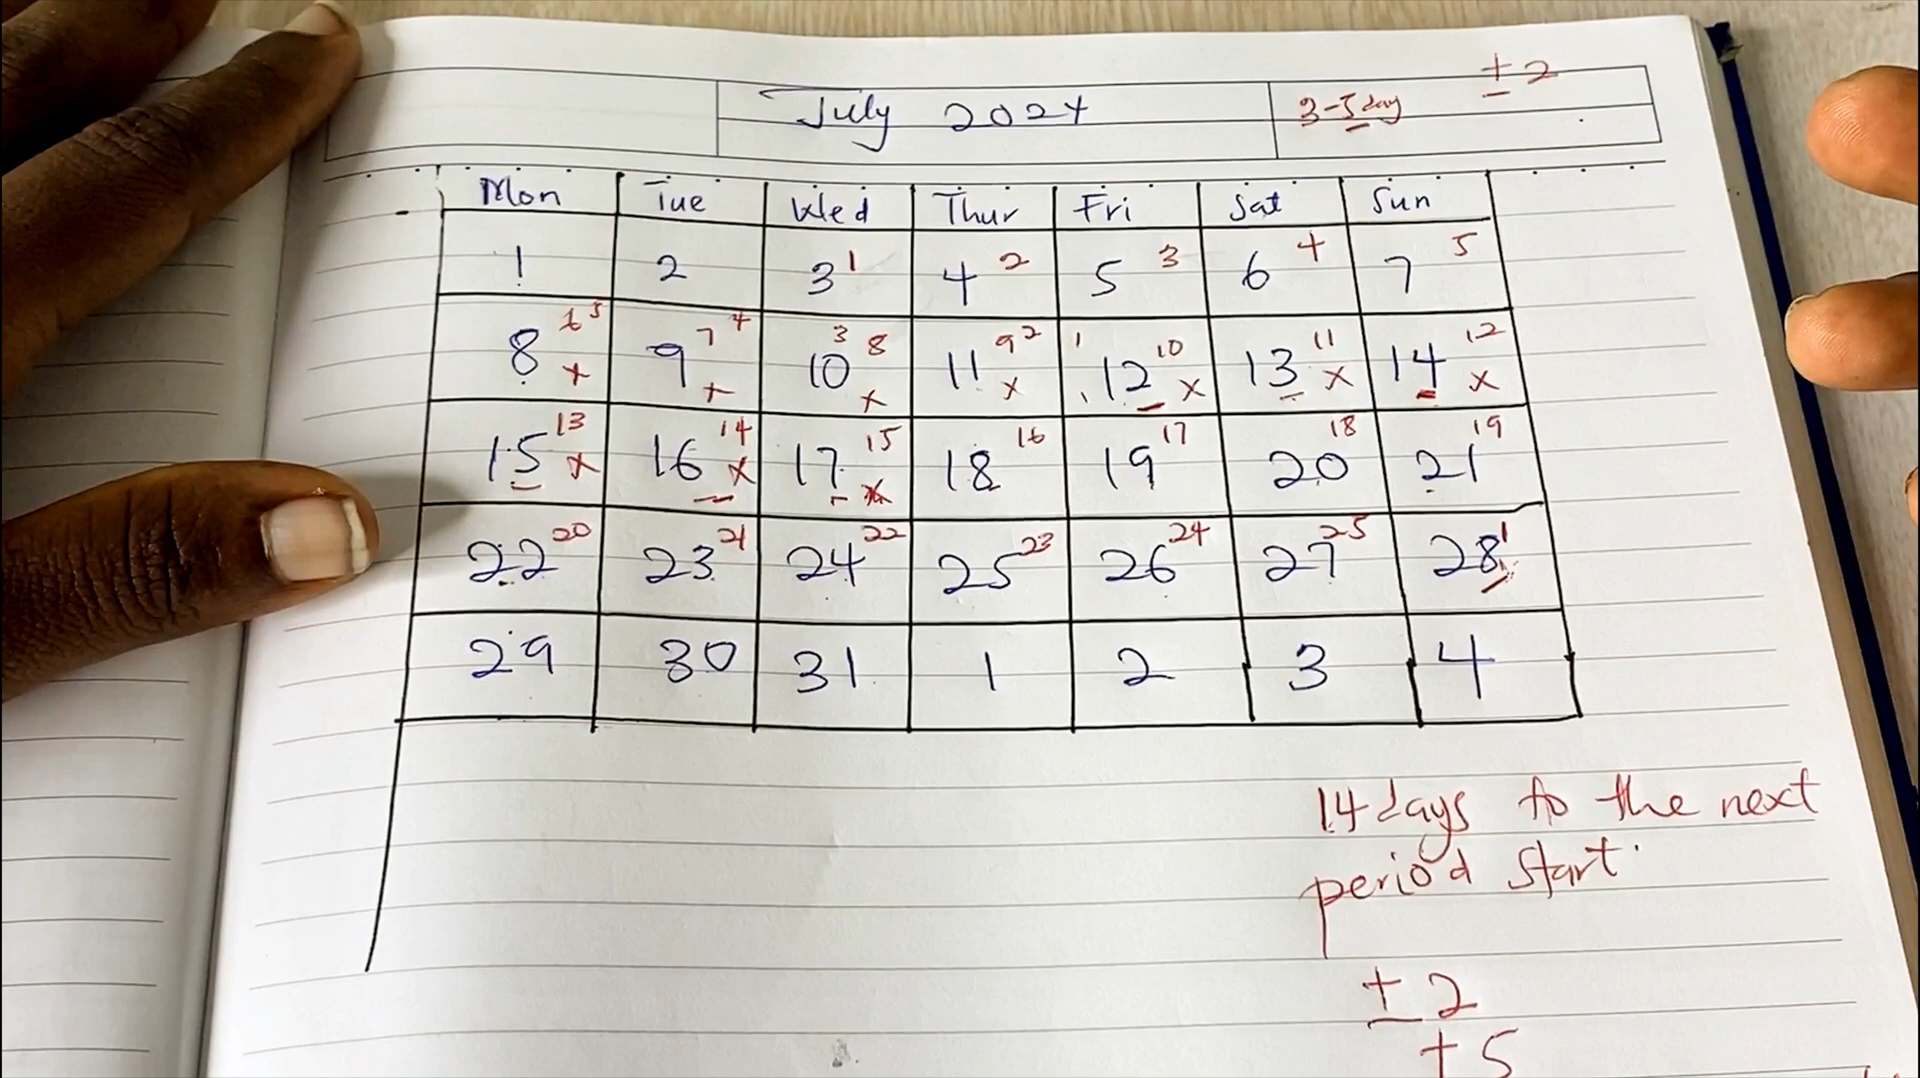 July 2024
3-5 day
± 2
Mon Tue Wed Thur Fri Sat Sun
1 2 3 1 4 2 5 3 6 4 7 5
8 5 x 9 7 4 x 10 3 8 x 11 9 2 x 1 12 10 x 13 11 x 14 12 x
15 13 x 16 14 x 17 15 x 18 16 19 17 20 18 21 19
22 20 23 21 24 22 25 23 26 24 27 25 28 1
29 30 31 1 2 3 4
14 days to the next
period start.
± 2
+ 5